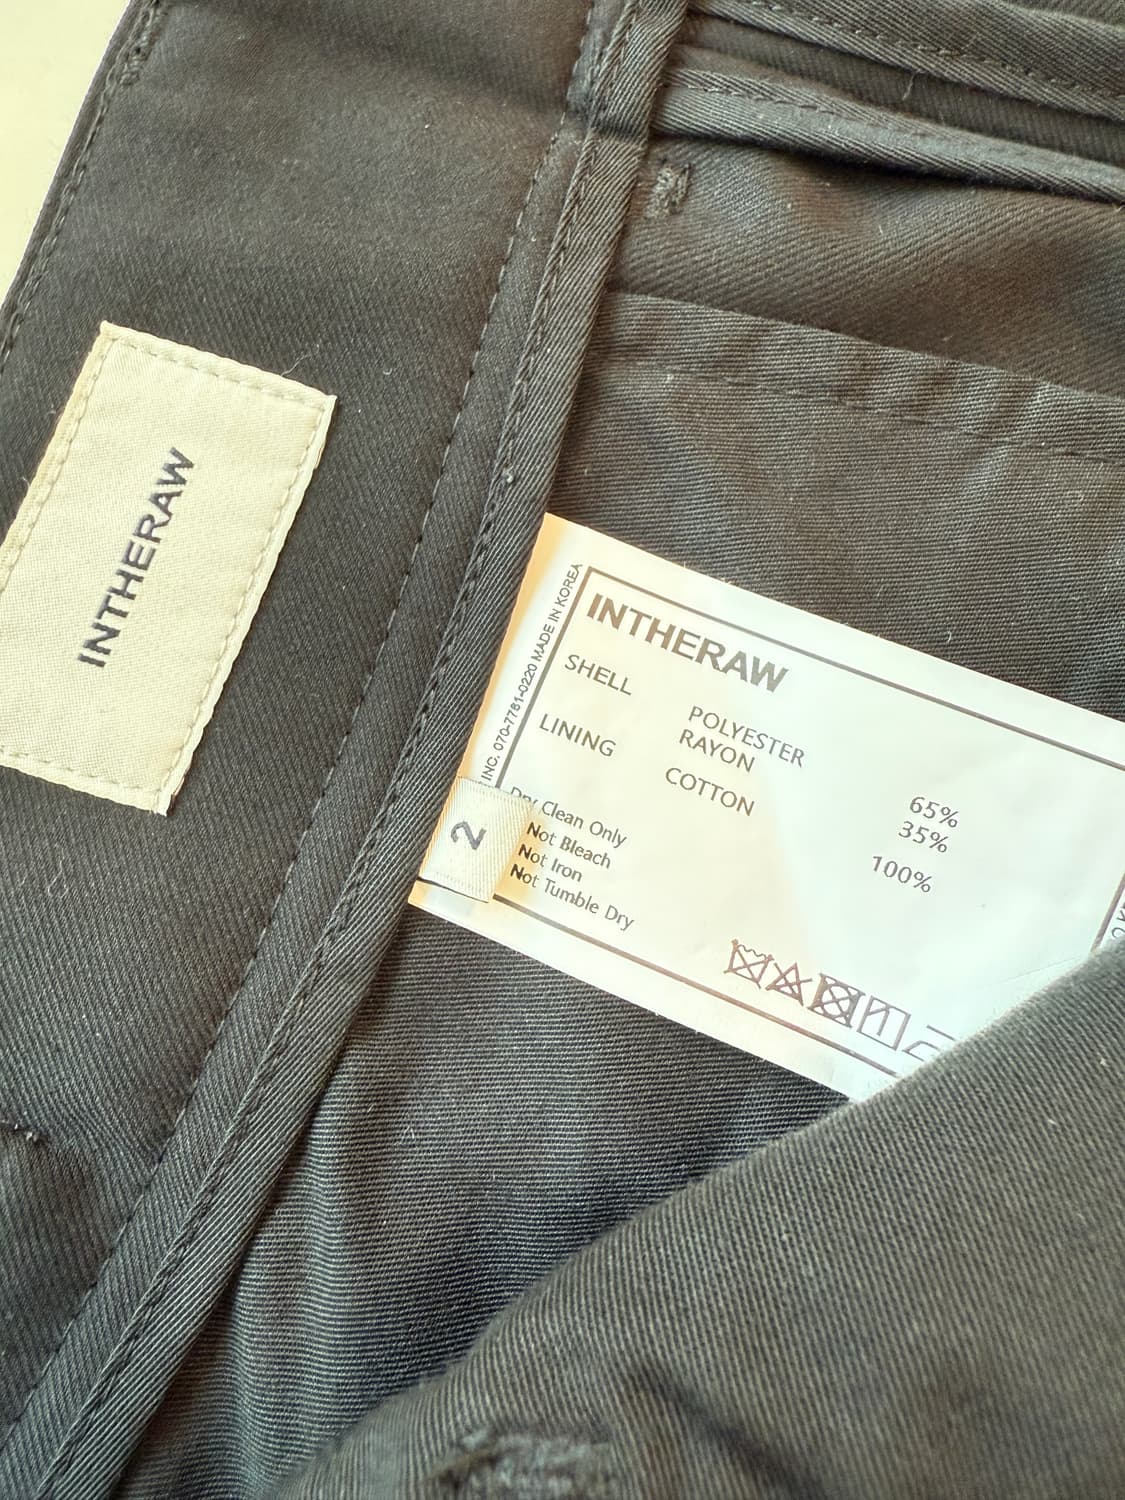 INTHERAW
INC. 070-7781-0220 MADE IN KOREA
INTHERAW
SHELL
POLYESTER 65%
RAYON 35%
LINING
COTTON 100%
Dry Clean Only
Not Bleach
Not Iron
Not Tumble Dry
2